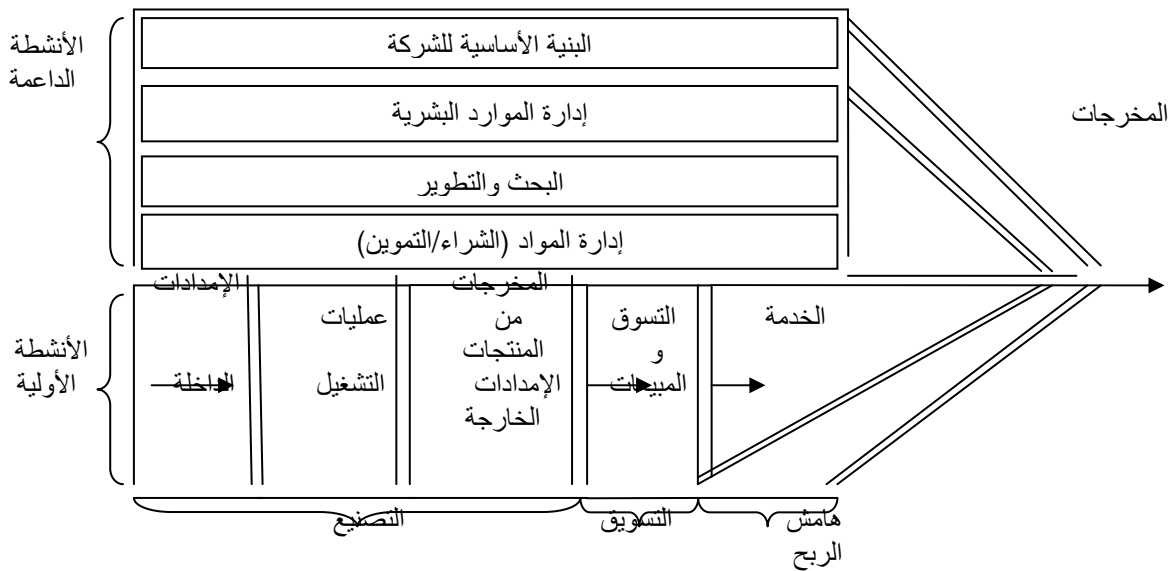 الأنشطة
الداعمة
البنية الأساسية للشركة
إدارة الموارد البشرية
البحث والتطوير
إدارة المواد (الشراء/التموين)
المخرجات
الأنشطة
الأولية
الإمدادات
الداخلة
عمليات
التشغيل
المخرجات
من
المنتجات
الإمدادات
الخارجة
التسوق
و
المبيعات
الخدمة
التصنيع
التسويق
هامش
الربح